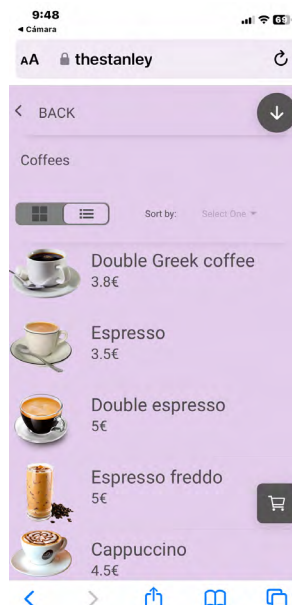 9:48
69
◄ Cámara
AA thestanley
BACK
Coffees
Sort by: Select One
Double Greek coffee
3.8€
Espresso
3.5€
Double espresso
5€
Espresso freddo
5€
Cappuccino
4.5€